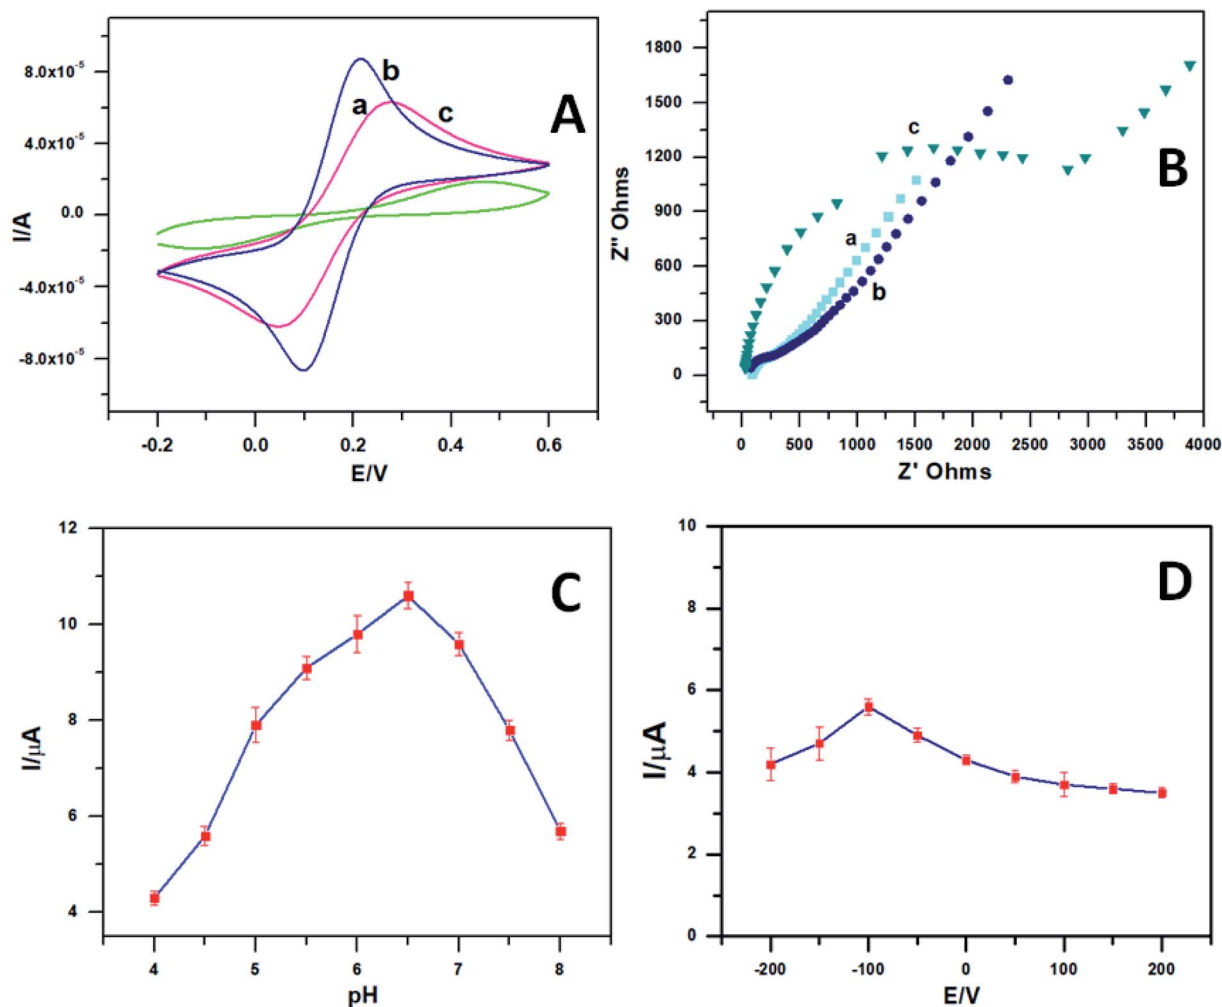 A
8.0x10⁻⁵
4.0x10⁻⁵
0.0
-4.0x10⁻⁵
-8.0x10⁻⁵
I/A
a
b
c
-0.2
0.0
0.2
0.4
0.6
E/V
B
1800
1500
1200
900
600
300
0
Z" Ohms
c
a
b
0
500
1000
1500
2000
2500
3000
3500
4000
Z' Ohms
C
12
10
8
6
4
I/μA
4
5
6
7
8
pH
D
10
8
6
4
2
0
I/μA
-200
-100
0
100
200
E/V